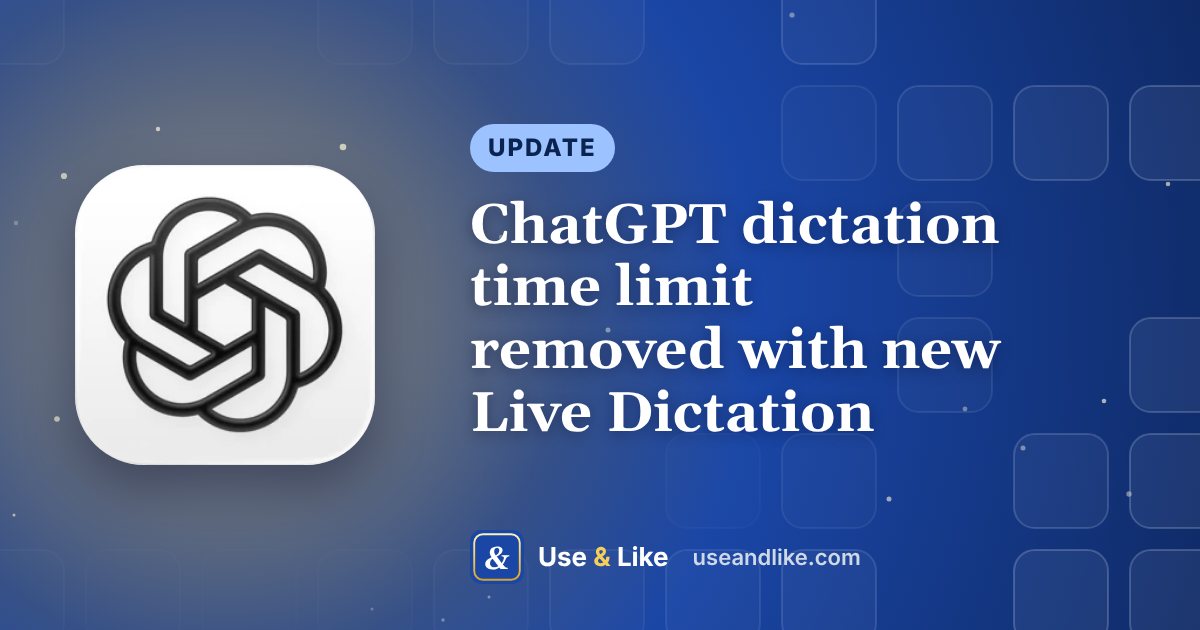 UPDATE
ChatGPT dictation
time limit
removed with new
Live Dictation
& Use & Like useandlike.com